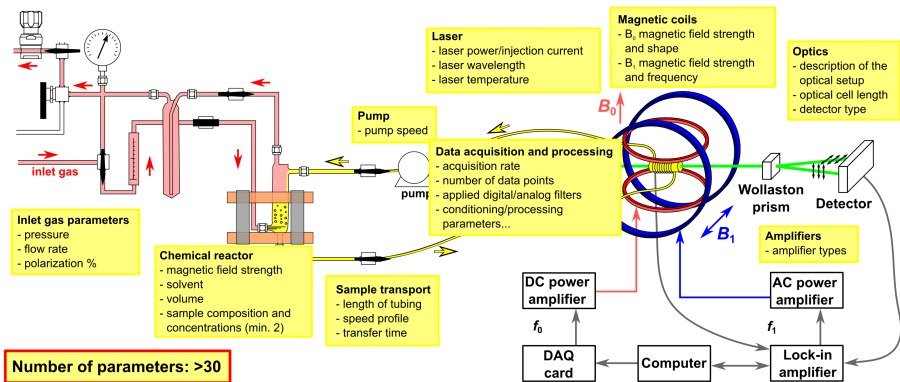 Magnetic coils
- B₀ magnetic field strength
and shape
- B₁ magnetic field strength
and frequency
Laser
- laser power/injection current
- laser wavelength
- laser temperature
Optics
- description of the
optical setup
- optical cell length
- detector type
Pump
- pump speed
B₀
Data acquisition and processing
- acquisition rate
- number of data points
- applied digital/analog filters
- conditioning/processing
parameters...
inlet gas
pump
Wollaston
prism
Detector
Inlet gas parameters
- pressure
- flow rate
- polarization %
B₁
Amplifiers
- amplifier types
Chemical reactor
- magnetic field strength
- solvent
- volume
- sample composition and
concentrations (min. 2)
Sample transport
- length of tubing
- speed profile
- transfer time
DC power
amplifier
AC power
amplifier
f₀
f₁
Number of parameters: >30
DAQ
card
Computer
Lock-in
amplifier